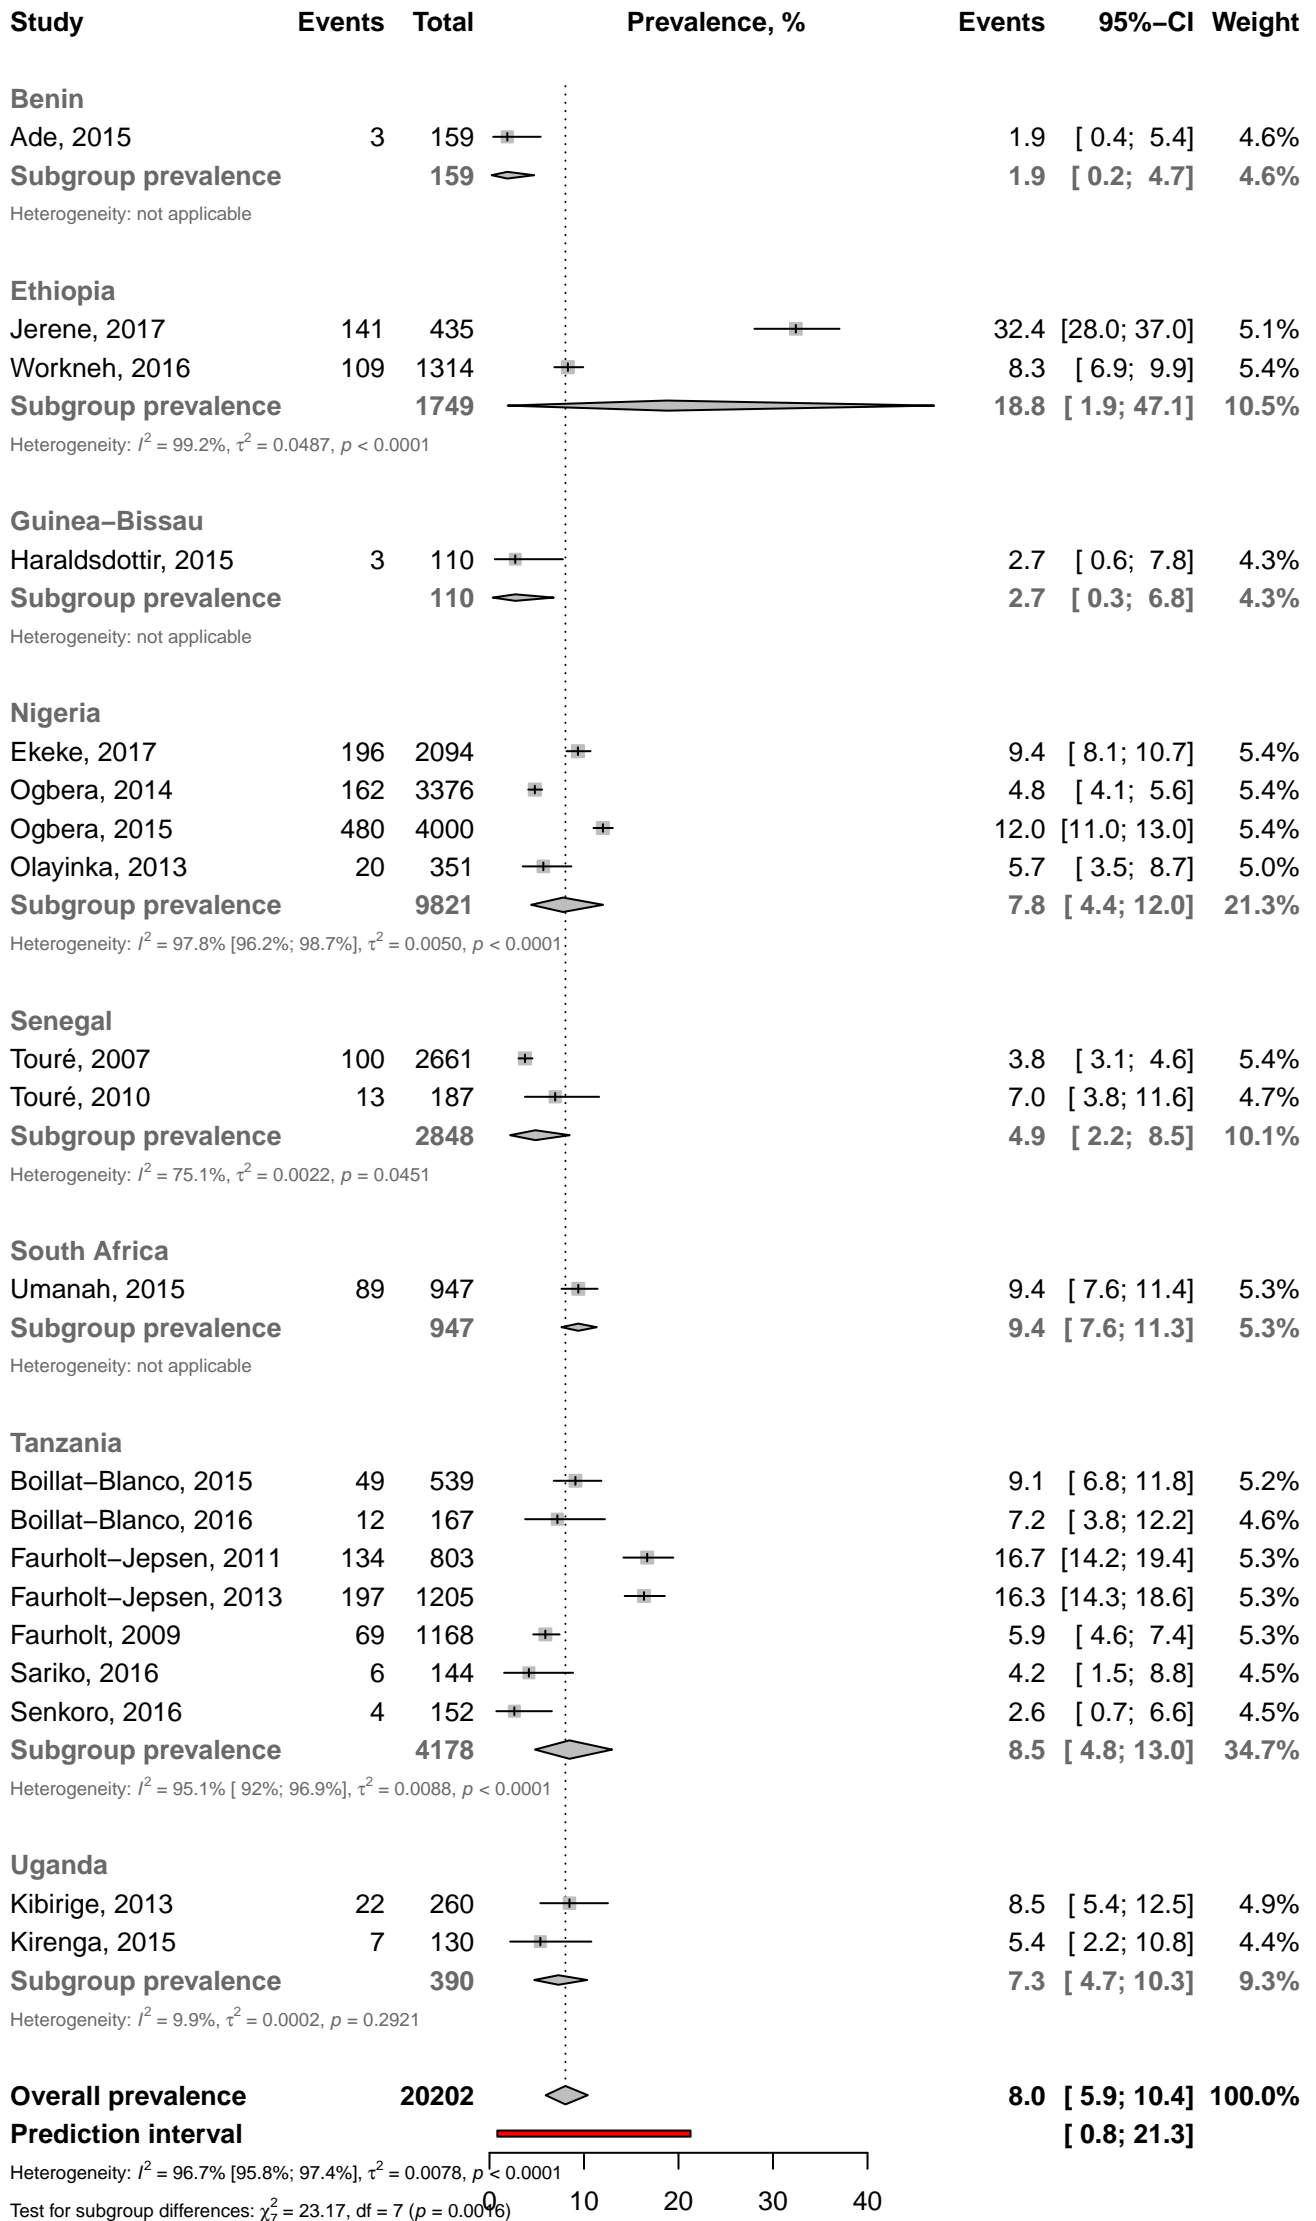 Study Events Total Prevalence, % Events 95%−CI Weight
Benin
Ade, 2015 3 159 1.9 [ 0.4; 5.4] 4.6%
Subgroup prevalence 159 1.9 [ 0.2; 4.7] 4.6%
Heterogeneity: not applicable
Ethiopia
Jerene, 2017 141 435 32.4 [28.0; 37.0] 5.1%
Workneh, 2016 109 1314 8.3 [ 6.9; 9.9] 5.4%
Subgroup prevalence 1749 18.8 [ 1.9; 47.1] 10.5%
Heterogeneity: I² = 99.2%, τ² = 0.0487, p < 0.0001
Guinea−Bissau
Haraldsdottir, 2015 3 110 2.7 [ 0.6; 7.8] 4.3%
Subgroup prevalence 110 2.7 [ 0.3; 6.8] 4.3%
Heterogeneity: not applicable
Nigeria
Ekeke, 2017 196 2094 9.4 [ 8.1; 10.7] 5.4%
Ogbera, 2014 162 3376 4.8 [ 4.1; 5.6] 5.4%
Ogbera, 2015 480 4000 12.0 [11.0; 13.0] 5.4%
Olayinka, 2013 20 351 5.7 [ 3.5; 8.7] 5.0%
Subgroup prevalence 9821 7.8 [ 4.4; 12.0] 21.3%
Heterogeneity: I² = 97.8% [96.2%; 98.7%], τ² = 0.0050, p < 0.0001
Senegal
Touré, 2007 100 2661 3.8 [ 3.1; 4.6] 5.4%
Touré, 2010 13 187 7.0 [ 3.8; 11.6] 4.7%
Subgroup prevalence 2848 4.9 [ 2.2; 8.5] 10.1%
Heterogeneity: I² = 75.1%, τ² = 0.0022, p = 0.0451
South Africa
Umanah, 2015 89 947 9.4 [ 7.6; 11.4] 5.3%
Subgroup prevalence 947 9.4 [ 7.6; 11.3] 5.3%
Heterogeneity: not applicable
Tanzania
Boillat−Blanco, 2015 49 539 9.1 [ 6.8; 11.8] 5.2%
Boillat−Blanco, 2016 12 167 7.2 [ 3.8; 12.2] 4.6%
Faurholt−Jepsen, 2011 134 803 16.7 [14.2; 19.4] 5.3%
Faurholt−Jepsen, 2013 197 1205 16.3 [14.3; 18.6] 5.3%
Faurholt, 2009 69 1168 5.9 [ 4.6; 7.4] 5.3%
Sariko, 2016 6 144 4.2 [ 1.5; 8.8] 4.5%
Senkoro, 2016 4 152 2.6 [ 0.7; 6.6] 4.5%
Subgroup prevalence 4178 8.5 [ 4.8; 13.0] 34.7%
Heterogeneity: I² = 95.1% [ 92%; 96.9%], τ² = 0.0088, p < 0.0001
Uganda
Kibirige, 2013 22 260 8.5 [ 5.4; 12.5] 4.9%
Kirenga, 2015 7 130 5.4 [ 2.2; 10.8] 4.4%
Subgroup prevalence 390 7.3 [ 4.7; 10.3] 9.3%
Heterogeneity: I² = 9.9%, τ² = 0.0002, p = 0.2921
Overall prevalence 20202 8.0 [ 5.9; 10.4] 100.0%
Prediction interval [ 0.8; 21.3]
Heterogeneity: I² = 96.7% [95.8%; 97.4%], τ² = 0.0078, p < 0.0001
Test for subgroup differences: χ²₇ = 23.17, df = 7 (p = 0.0016)
0 10 20 30 40